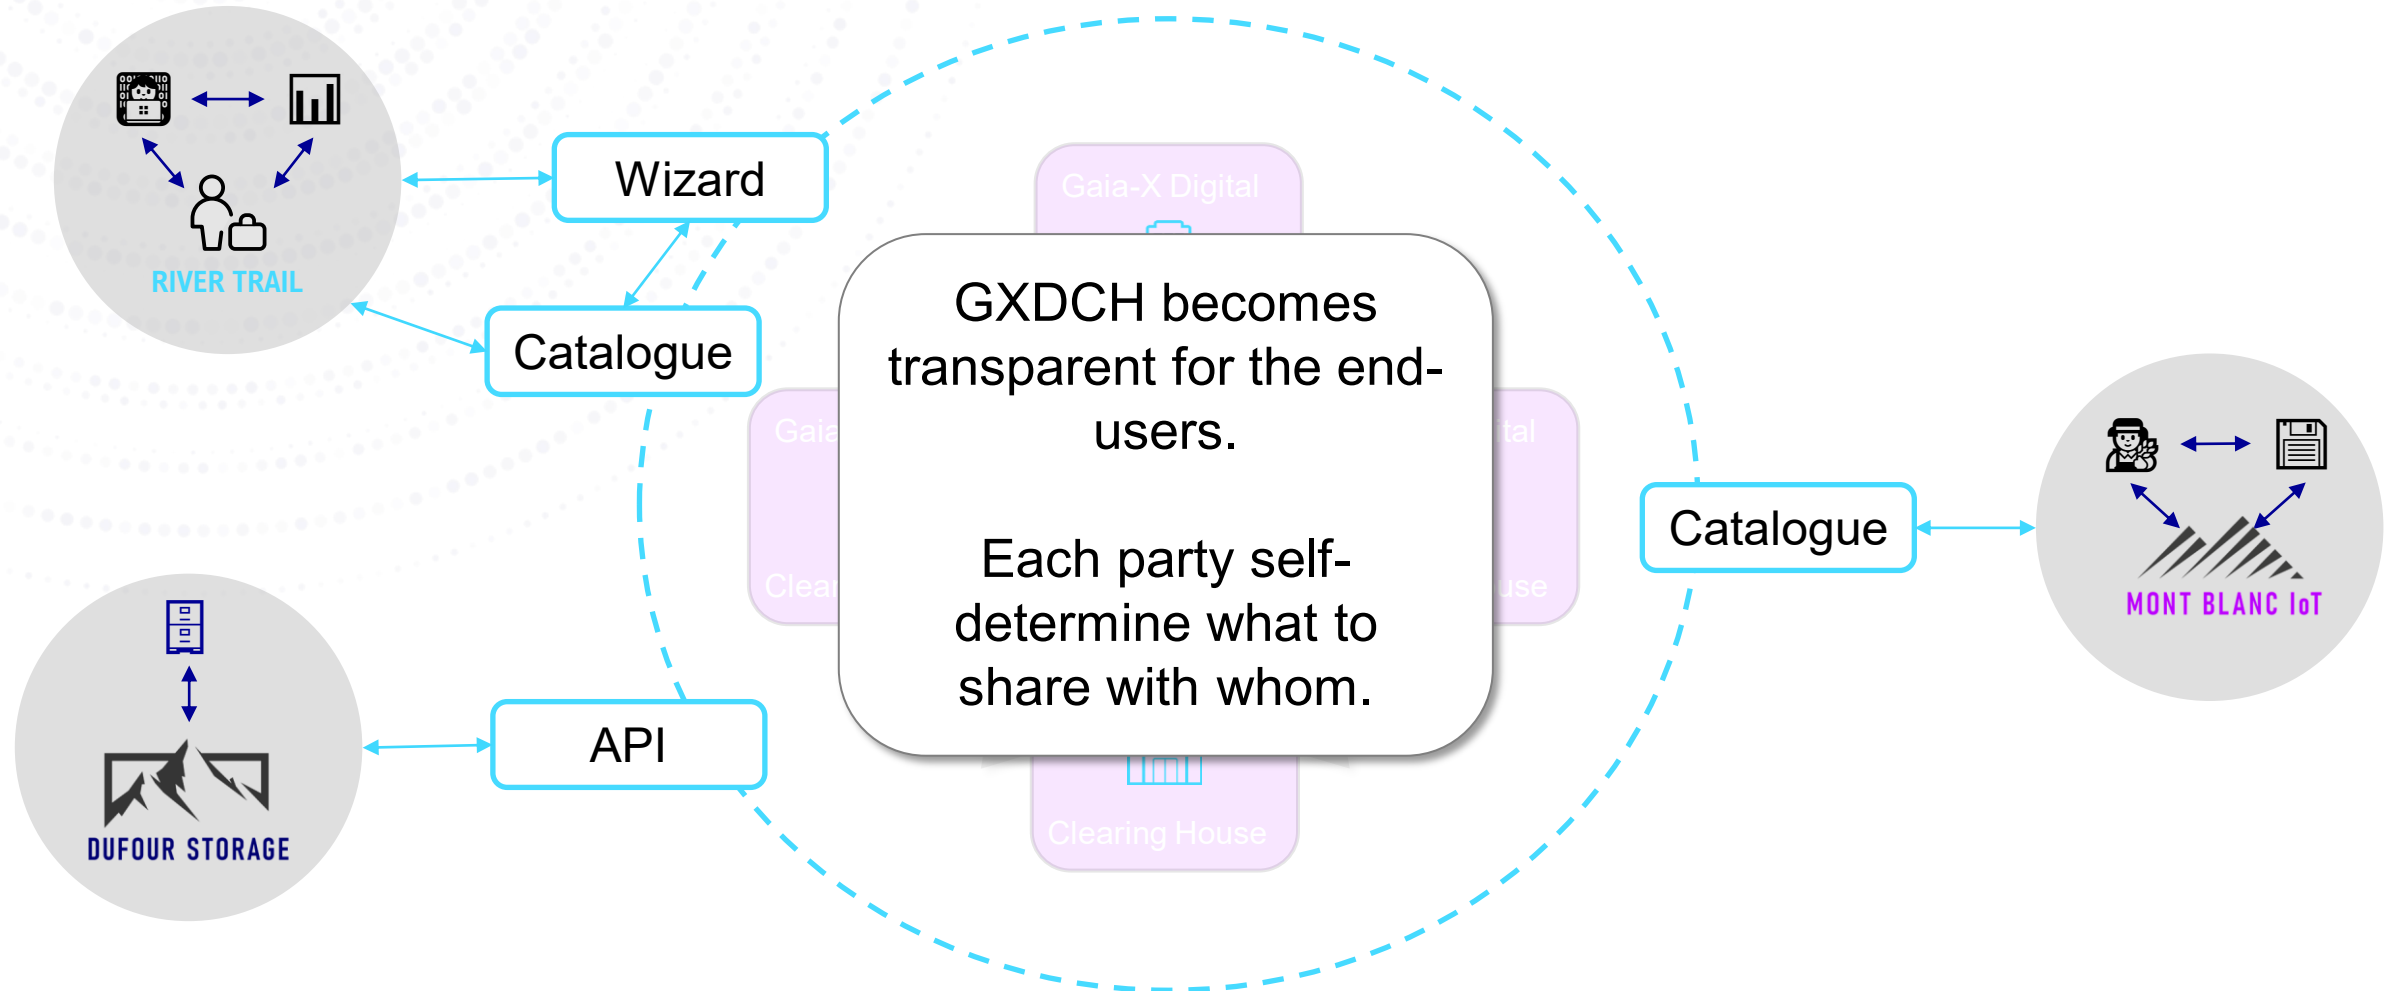 Wizard
Gaia-X Digital
RIVER TRAIL
Catalogue
GXDCH becomes
transparent for the end-
users.
Each party self-
determine what to
share with whom.
Catalogue
MONT BLANC IoT
API
DUFOUR STORAGE
Clearing House